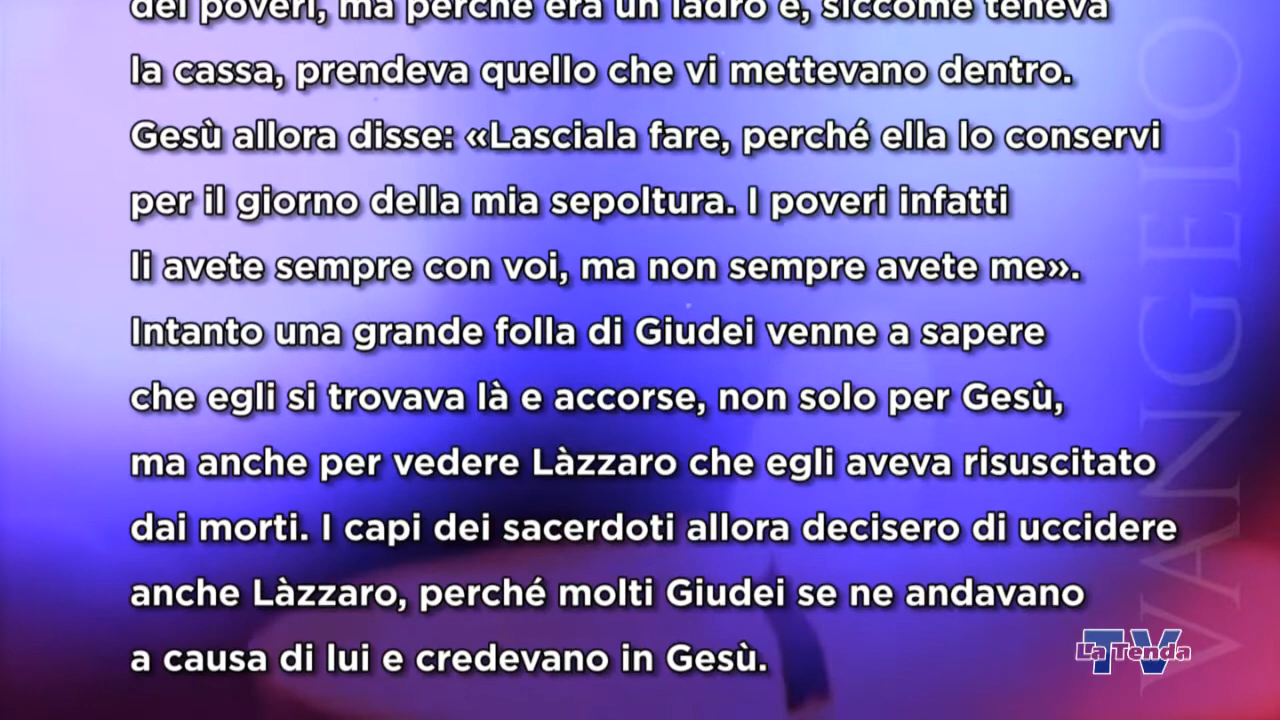 dei poveri, ma perché era un ladro e, siccome teneva
la cassa, prendeva quello che vi mettevano dentro.
Gesù allora disse: «Lasciala fare, perché ella lo conservi
per il giorno della mia sepoltura. I poveri infatti
li avete sempre con voi, ma non sempre avete me».
Intanto una grande folla di Giudei venne a sapere
che egli si trovava là e accorse, non solo per Gesù,
ma anche per vedere Làzzaro che egli aveva risuscitato
dai morti. I capi dei sacerdoti allora decisero di uccidere
anche Làzzaro, perché molti Giudei se ne andavano
a causa di lui e credevano in Gesù.
VANGELO
TV
La Tenda